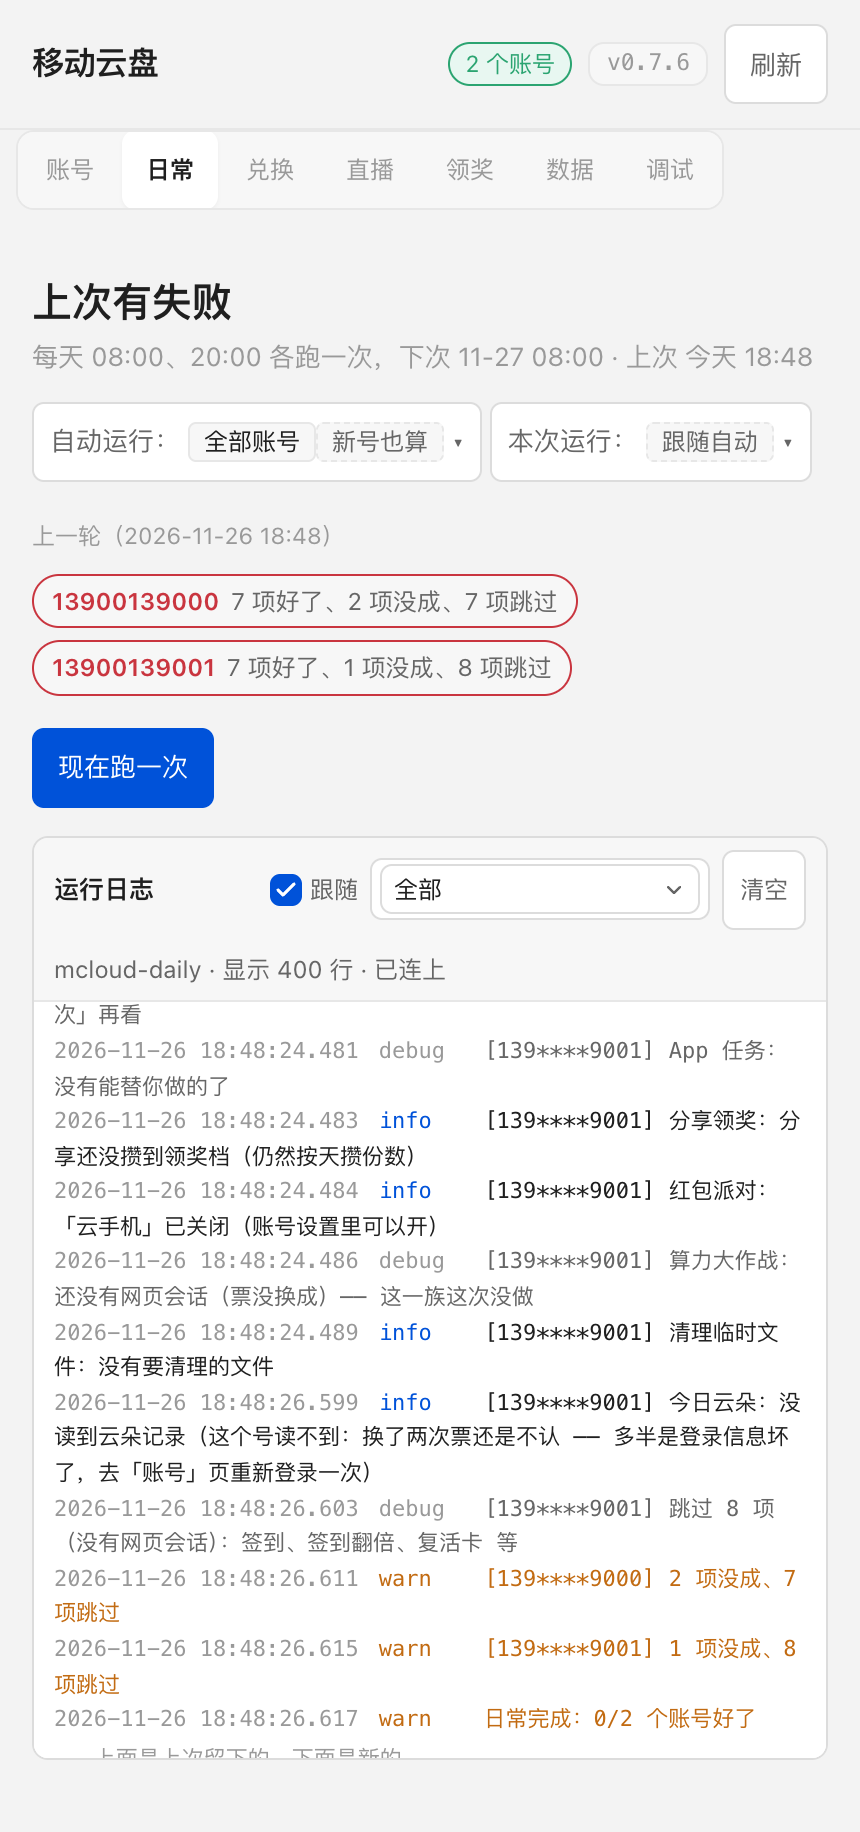 移动云盘
2 个账号
v0.7.6
刷新
账号 日常 兑换 直播 领奖 数据 调试
上次有失败
每天 08:00、20:00 各跑一次，下次 11-27 08:00 · 上次 今天 18:48
自动运行： 全部账号 新号也算 ▾ 本次运行： 跟随自动 ▾
上一轮（2026-11-26 18:48）
13900139000 7 项好了、2 项没成、7 项跳过
13900139001 7 项好了、1 项没成、8 项跳过
现在跑一次
运行日志 跟随 全部 清空
mcloud-daily · 显示 400 行 · 已连上
次」再看
2026-11-26 18:48:24.481 debug [139****9001] App 任务：
没有能替你做的了
2026-11-26 18:48:24.483 info [139****9001] 分享领奖：分
享还没攒到领奖档（仍然按天攒份数）
2026-11-26 18:48:24.484 info [139****9001] 红包派对：
「云手机」已关闭（账号设置里可以开）
2026-11-26 18:48:24.486 debug [139****9001] 算力大作战：
还没有网页会话（票没换成）—— 这一族这次没做
2026-11-26 18:48:24.489 info [139****9001] 清理临时文
件：没有要清理的文件
2026-11-26 18:48:26.599 info [139****9001] 今日云朵：没
读到云朵记录（这个号读不到：换了两次票还是不认 —— 多半是登录信息坏
了，去「账号」页重新登录一次）
2026-11-26 18:48:26.603 debug [139****9001] 跳过 8 项
（没有网页会话）：签到、签到翻倍、复活卡 等
2026-11-26 18:48:26.611 warn [139****9000] 2 项没成、7
项跳过
2026-11-26 18:48:26.615 warn [139****9001] 1 项没成、8
项跳过
2026-11-26 18:48:26.617 warn 日常完成：0/2 个账号好了
上面是上次留下的，下面是新的